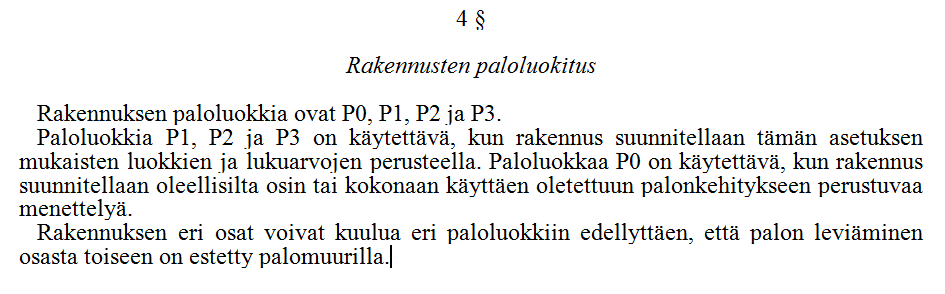 4 §
Rakennusten paloluokitus
Rakennuksen paloluokkia ovat P0, P1, P2 ja P3.
Paloluokkia P1, P2 ja P3 on käytettävä, kun rakennus suunnitellaan tämän asetuksen
mukaisten luokkien ja lukuarvojen perusteella. Paloluokkaa P0 on käytettävä, kun rakennus
suunnitellaan oleellisilta osin tai kokonaan käyttäen oletettuun palonkehitykseen perustuvaa
menettelyä.
Rakennuksen eri osat voivat kuulua eri paloluokkiin edellyttäen, että palon leviäminen
osasta toiseen on estetty palomuurilla.